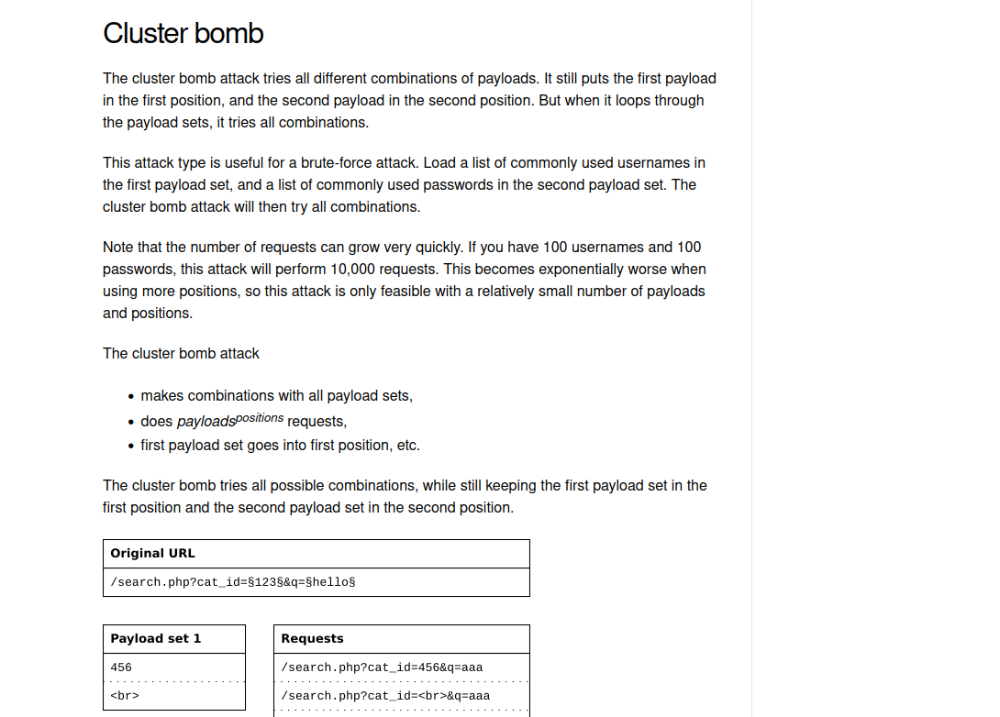 Cluster bomb
The cluster bomb attack tries all different combinations of payloads. It still puts the first payload
in the first position, and the second payload in the second position. But when it loops through
the payload sets, it tries all combinations.
This attack type is useful for a brute-force attack. Load a list of commonly used usernames in
the first payload set, and a list of commonly used passwords in the second payload set. The
cluster bomb attack will then try all combinations.
Note that the number of requests can grow very quickly. If you have 100 usernames and 100
passwords, this attack will perform 10,000 requests. This becomes exponentially worse when
using more positions, so this attack is only feasible with a relatively small number of payloads
and positions.
The cluster bomb attack
• makes combinations with all payload sets,
• does payloadspositions requests,
• first payload set goes into first position, etc.
The cluster bomb tries all possible combinations, while still keeping the first payload set in the
first position and the second payload set in the second position.
Original URL
/search.php?cat_id=§123§&q=§hello§
Payload set 1
456
<br>
Requests
/search.php?cat_id=456&q=aaa
/search.php?cat_id=<br>&q=aaa